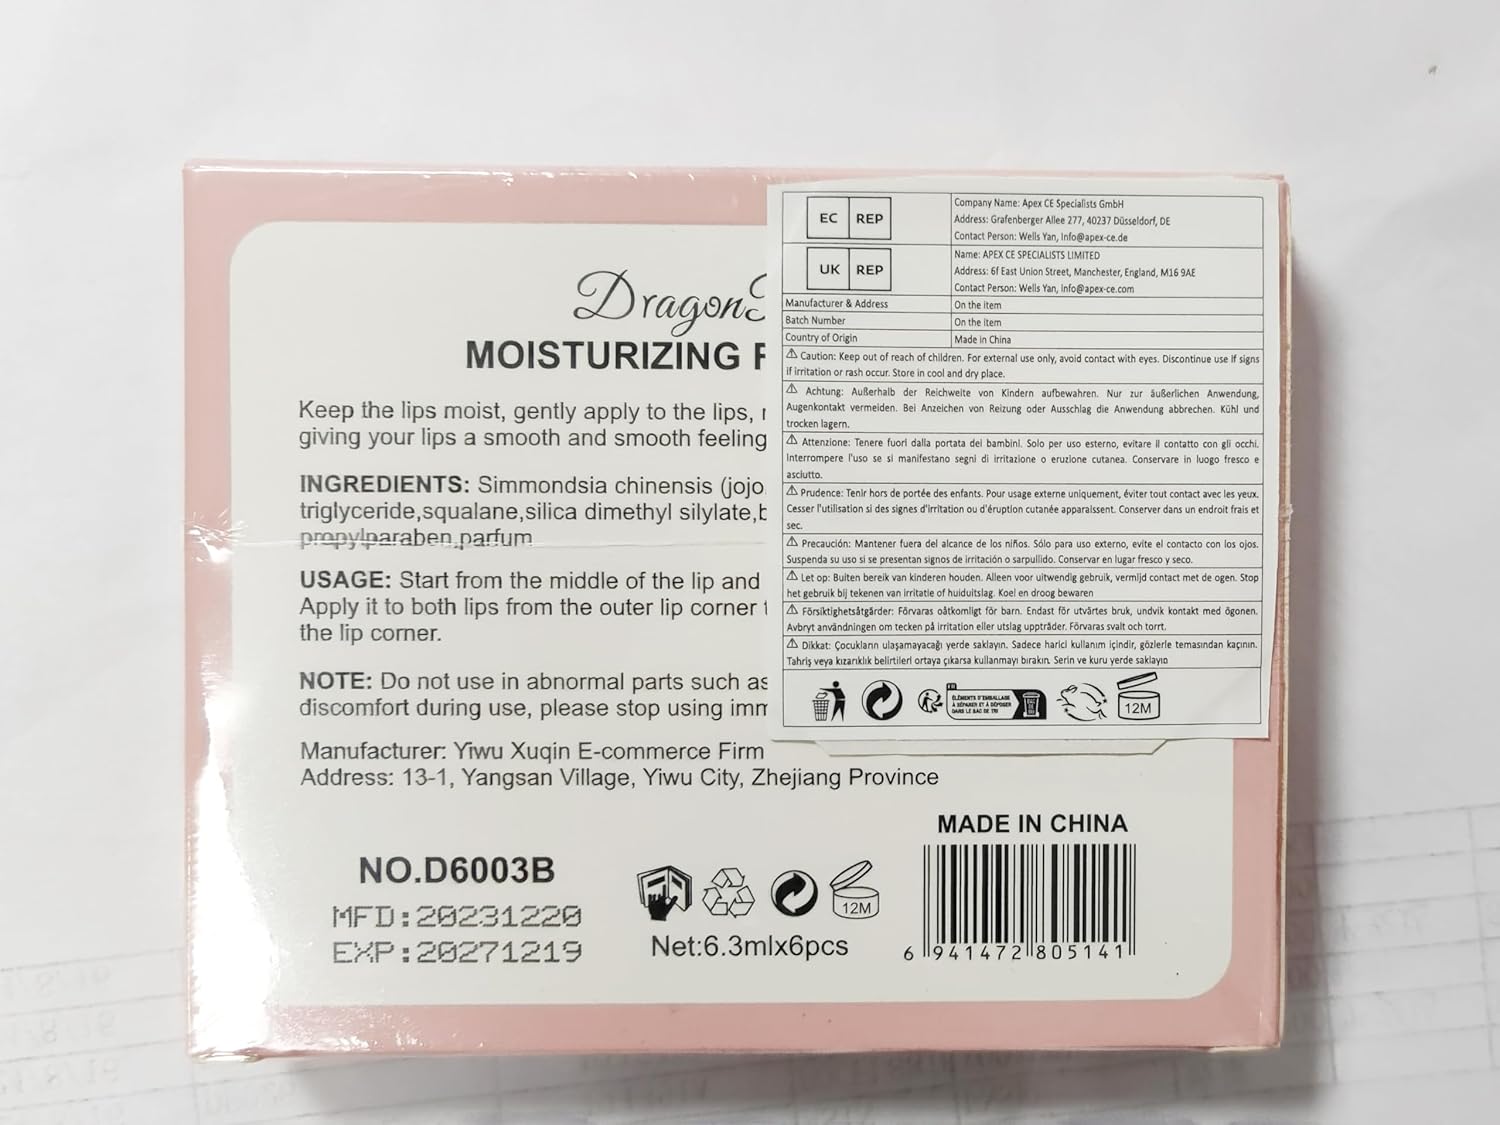 Dragon
MOISTURIZING
Keep the lips moist, gently apply to the lips,
giving your lips a smooth and smooth feeling
INGREDIENTS: Simmondsia chinensis (jojo
triglyceride,squalane,silica dimethyl silylate,
propylparaben,parfum
USAGE: Start from the middle of the lip and
Apply it to both lips from the outer lip corner
the lip corner.
NOTE: Do not use in abnormal parts such as
discomfort during use, please stop using imm
Manufacturer: Yiwu Xuqin E-commerce Firm
Address: 13-1, Yangsan Village, Yiwu City, Zhejiang Province
NO.D6003B
MFD:20231220
EXP:20271219
12M
Net:6.3mlx6pcs
MADE IN CHINA
6 941472 805141
EC REP
Company Name: Apex CE Specialists GmbH
Address: Grafenberger Allee 277, 40237 Düsseldorf, DE
Contact Person: Wells Yan, Info@apex-ce.de
UK REP
Name: APEX CE SPECIALISTS LIMITED
Address: 6f East Union Street, Manchester, England, M16 9AE
Contact Person: Wells Yan, Info@apex-ce.com
Manufacturer & Address On the item
Batch Number On the item
Country of Origin Made in China
⚠ Caution: Keep out of reach of children. For external use only, avoid contact with eyes. Discontinue use if signs
if irritation or rash occur. Store in cool and dry place.
⚠ Achtung: Außerhalb der Reichweite von Kindern aufbewahren. Nur zur äußerlichen Anwendung,
Augenkontakt vermeiden. Bei Anzeichen von Reizung oder Ausschlag die Anwendung abbrechen. Kühl und
trocken lagern.
⚠ Attenzione: Tenere fuori dalla portata dei bambini. Solo per uso esterno, evitare il contatto con gli occhi.
Interrompere l'uso se si manifestano segni di irritazione o eruzione cutanea. Conservare in luogo fresco e
asciutto.
⚠ Prudence: Tenir hors de portée des enfants. Pour usage externe uniquement, éviter tout contact avec les yeux.
Cesser l'utilisation si des signes d'irritation ou d'éruption cutanée apparaissent. Conserver dans un endroit frais et
sec.
⚠ Precaución: Mantener fuera del alcance de los niños. Sólo para uso externo, evite el contacto con los ojos.
Suspenda su uso si se presentan signos de irritación o sarpullido. Conservar en lugar fresco y seco.
⚠ Let op: Buiten bereik van kinderen houden. Alleen voor uitwendig gebruik, vermijd contact met de ogen. Stop
het gebruik bij tekenen van irritatie of huiduitslag. Koel en droog bewaren
⚠ Försiktighetsåtgärder: Förvaras oåtkomligt för barn. Endast för utvärtes bruk, undvik kontakt med ögonen.
Avbryt användningen om tecken på irritation eller utslag uppträder. Förvaras svalt och torrt.
⚠ Dikkat: Çocukların ulaşamayacağı yerde saklayın. Sadece harici kullanım içindir, gözlerle temasından kaçının.
Tahriş veya kızarıklık belirtileri ortaya çıkarsa kullanmayı bırakın. Serin ve kuru yerde saklayın
ÉLÉMENTS D'EMBALLAGE
À SÉPARER ET À DÉPOSER
DANS LE BAC DE TRI
12M